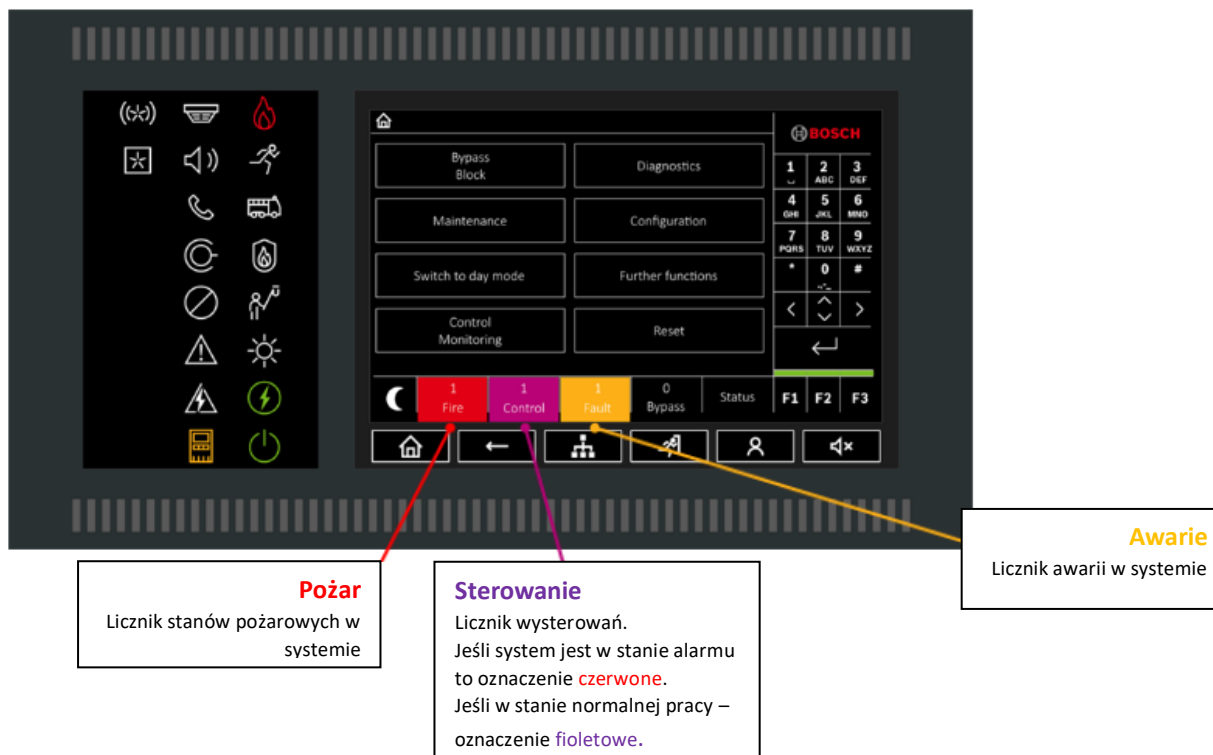 BOSCH
Bypass
Block
Diagnostics
Maintenance
Configuration
Switch to day mode
Further functions
Control
Monitoring
Reset
1 2 3
␣ ABC DEF
4 5 6
GHI JKL MNO
7 8 9
PQRS TUV WXYZ
* 0 #
1 1 1 0
Fire Control Fault Bypass Status
F1 F2 F3
Pożar
Licznik stanów pożarowych w
systemie
Sterowanie
Licznik wysterowań.
Jeśli system jest w stanie alarmu
to oznaczenie czerwone.
Jeśli w stanie normalnej pracy –
oznaczenie fioletowe.
Awarie
Licznik awarii w systemie